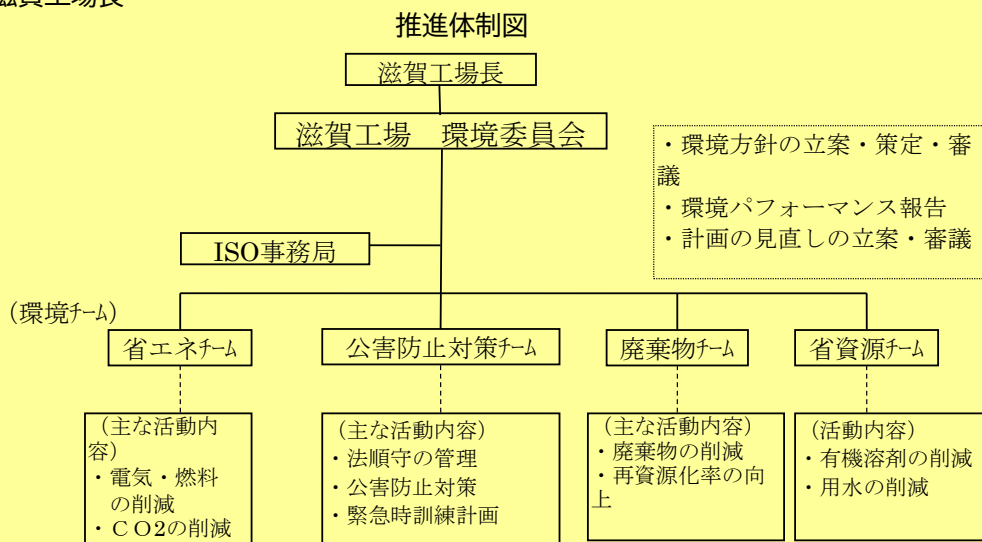 滋賀工場長
推進体制図
滋賀工場長
滋賀工場　環境委員会
・環境方針の立案・策定・審
議
・環境パフォーマンス報告
・計画の見直しの立案・審議
ISO事務局
(環境ﾁｰﾑ)
省エネﾁｰﾑ
公害防止対策ﾁｰﾑ
廃棄物ﾁｰﾑ
省資源ﾁｰﾑ
（主な活動内
容）
・電気・燃料
の削減
・ＣＯ2の削減
（主な活動内容）
・法順守の管理
・公害防止対策
・緊急時訓練計画
（主な活動内容）
・廃棄物の削減
・再資源化率の向
上
（活動内容）
・有機溶剤の削減
・用水の削減